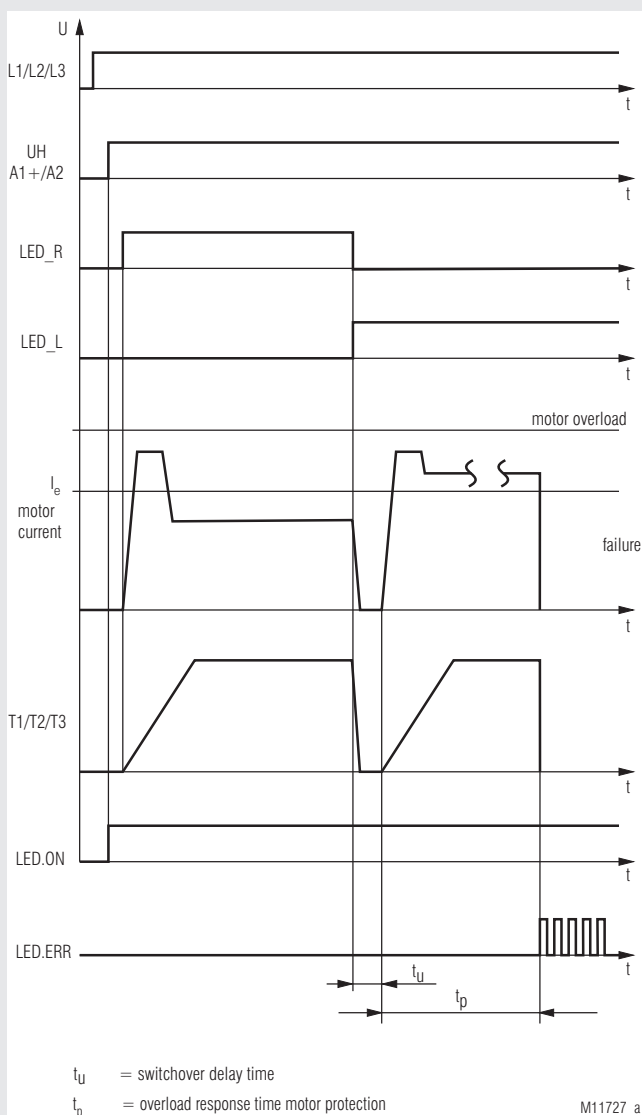 U
L1/L2/L3
t
UH
A1+/A2
t
LED_R
t
LED_L
t
motor overload
Ie
motor
current
failure
t
T1/T2/T3
t
LED.ON
t
LED.ERR
t
tu
tp
tu = switchover delay time
tp = overload response time motor protection
M11727_a